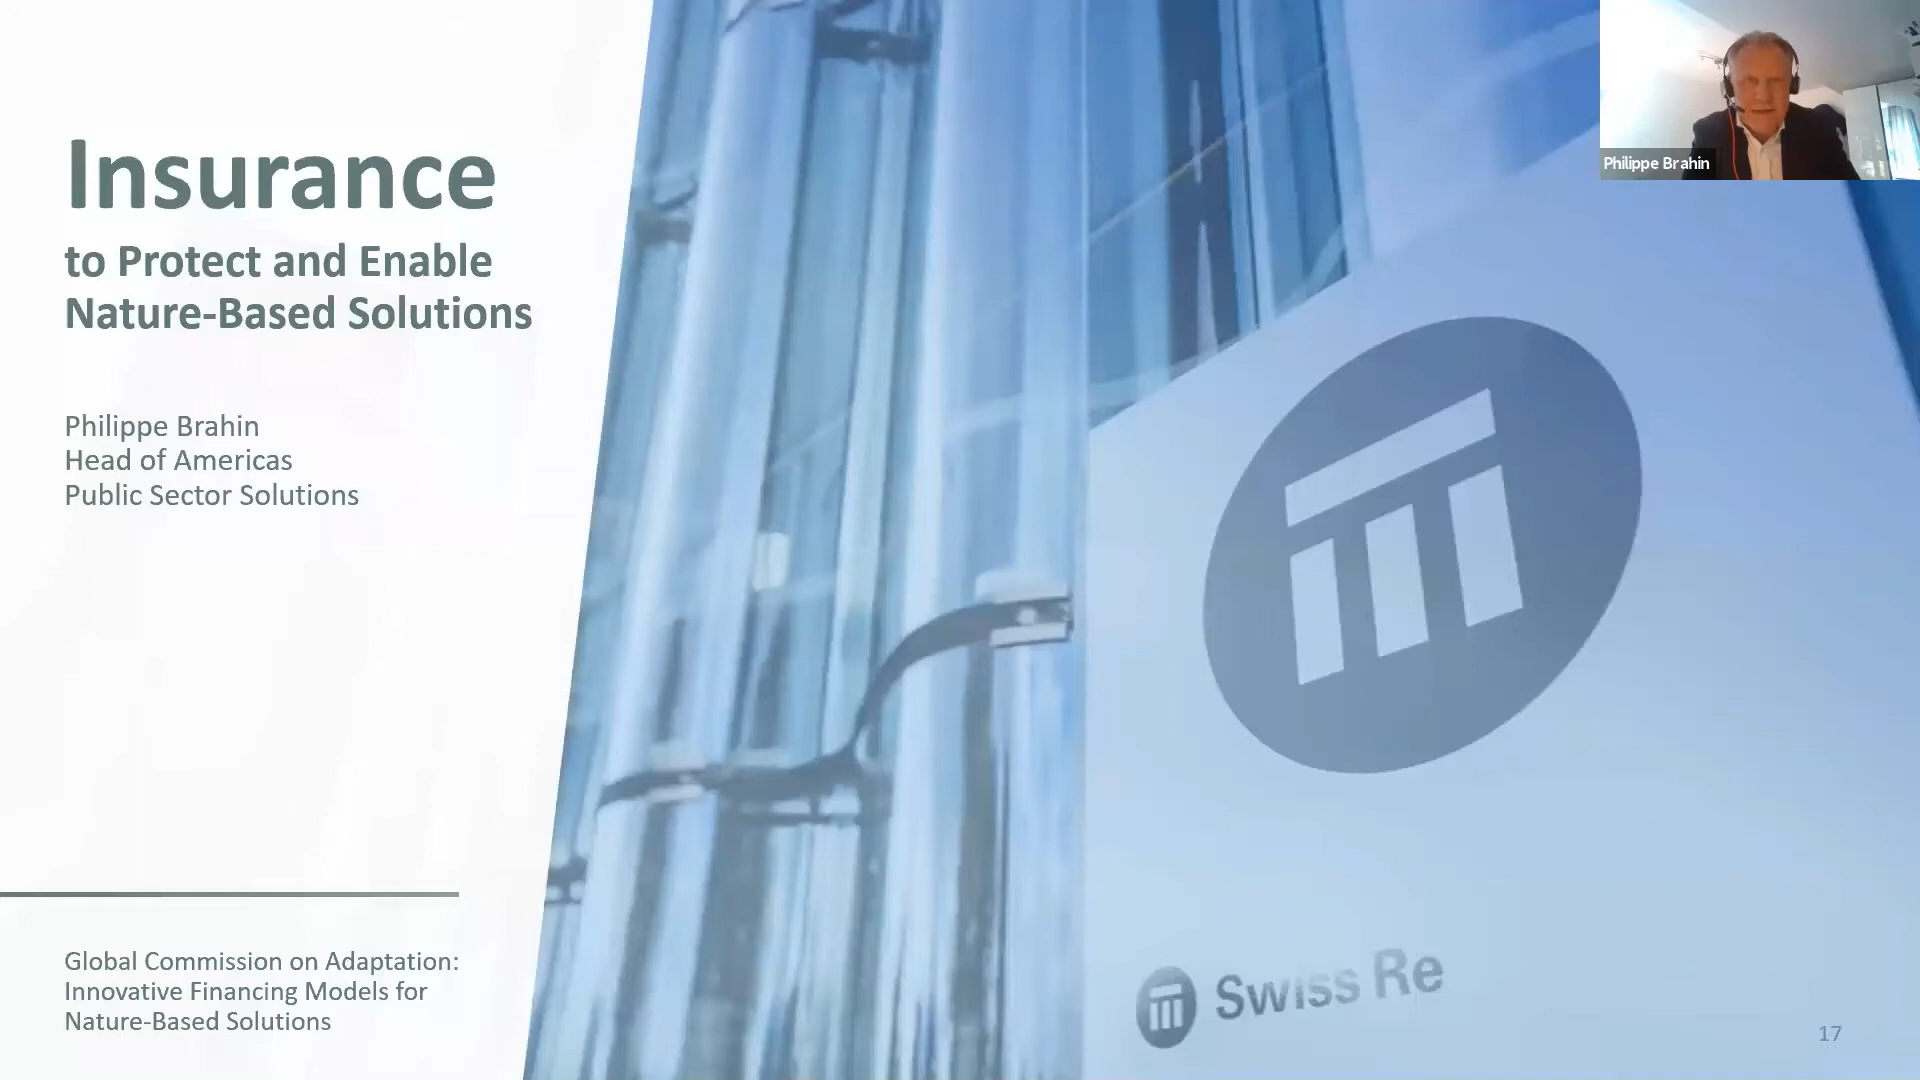 Insurance
to Protect and Enable
Nature-Based Solutions
Philippe Brahin
Head of Americas
Public Sector Solutions
Global Commission on Adaptation:
Innovative Financing Models for
Nature-Based Solutions
Philippe Brahin
Swiss Re
17